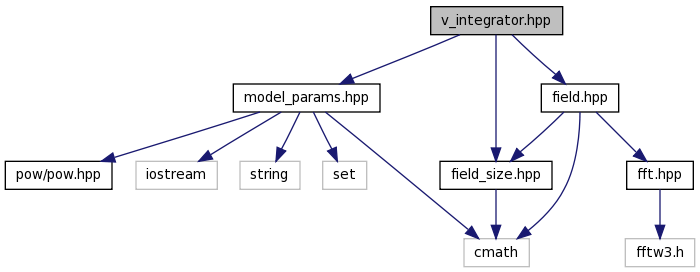 v_integrator.hpp
model_params.hpp
field.hpp
pow/pow.hpp
iostream
string
set
field_size.hpp
fft.hpp
cmath
fftw3.h